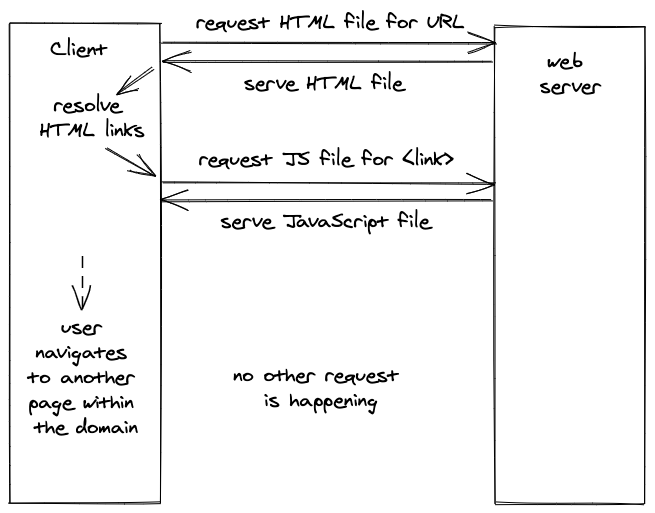 request HTML file for URL
Client
web
server
serve HTML file
resolve
HTML links
request JS file for <link>
serve JavaScript file
user
navigates
to another
page within
the domain
no other request
is happening